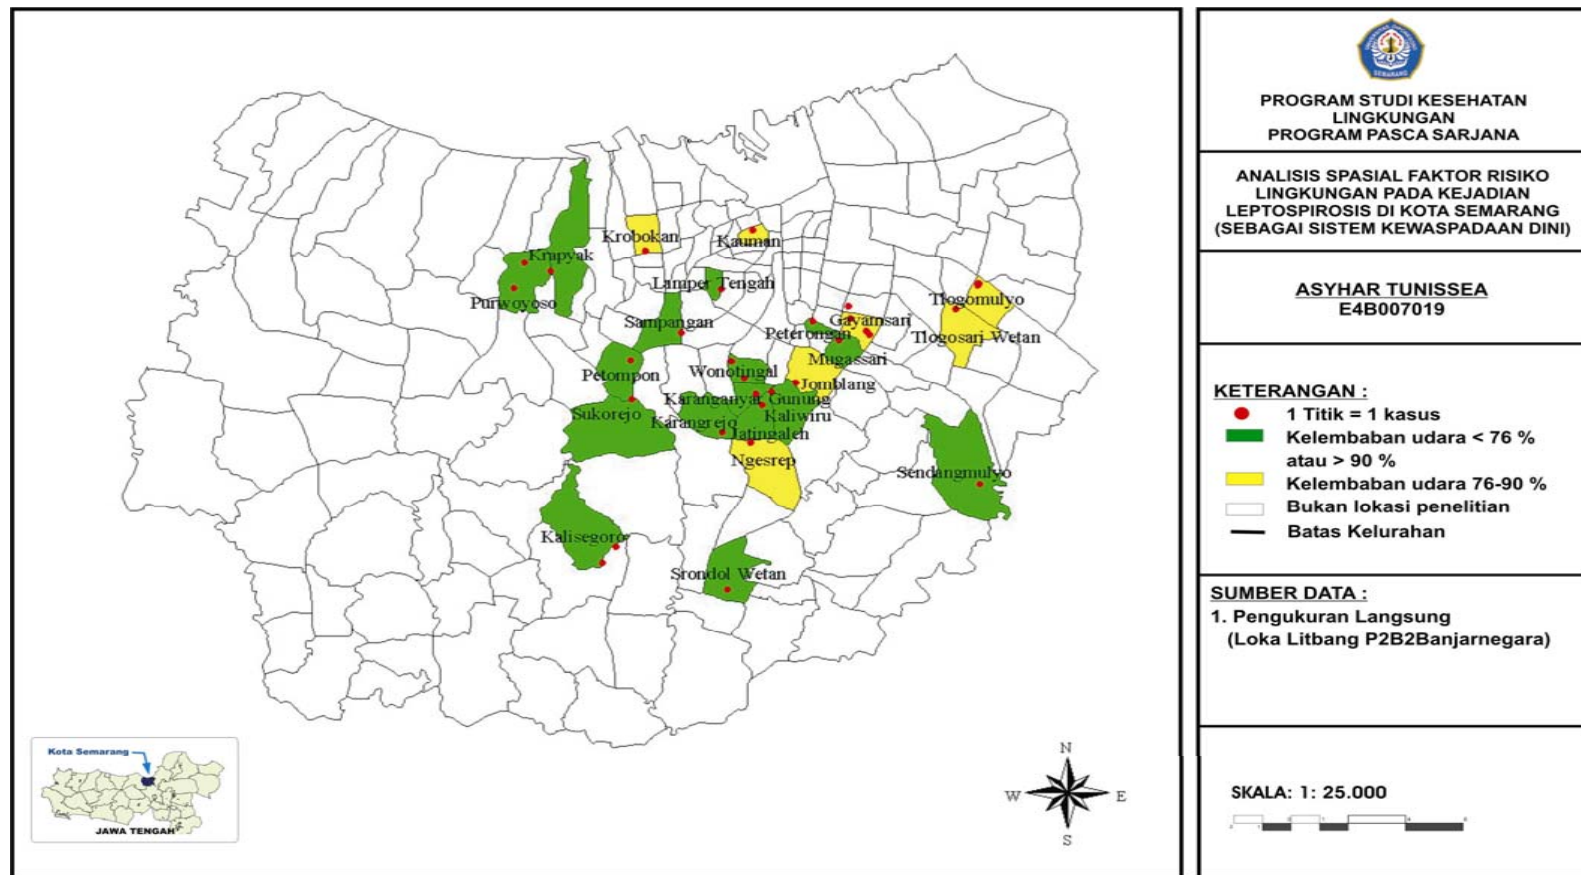 Krobokan
Kauman
Krapyak
Lamper Tengah
Purwoyoso
Tlogomulyo
Sampangan
Gayamsari
Peterongan
Tlogosari Wetan
Mugassari
Petompon
Wonotingal
Jomblang
Karanganyar Gunung
Sukorejo
Kaliwiru
Karangrejo
Jatingaleh
Ngesrep
Sendangmulyo
Kalisegoro
Srondol Wetan
Kota Semarang
JAWA TENGAH
N
W
E
S
UNIVERSITAS DIPONEGORO
SEMARANG
PROGRAM STUDI KESEHATAN
LINGKUNGAN
PROGRAM PASCA SARJANA
ANALISIS SPASIAL FAKTOR RISIKO
LINGKUNGAN PADA KEJADIAN
LEPTOSPIROSIS DI KOTA SEMARANG
(SEBAGAI SISTEM KEWASPADAAN DINI)
ASYHAR TUNISSEA
E4B007019
KETERANGAN :
1 Titik = 1 kasus
Kelembaban udara < 76 %
atau > 90 %
Kelembaban udara 76-90 %
Bukan lokasi penelitian
Batas Kelurahan
SUMBER DATA :
1. Pengukuran Langsung
(Loka Litbang P2B2Banjarnegara)
SKALA: 1: 25.000